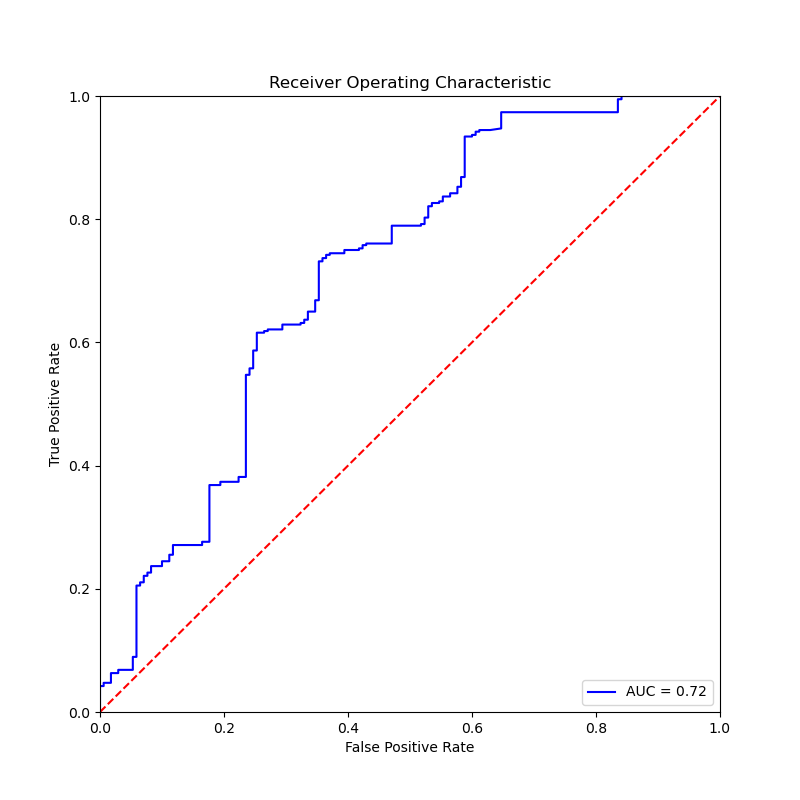 Receiver Operating Characteristic
1.0
0.8
0.6
0.4
0.2
0.0
True Positive Rate
AUC = 0.72
0.0 0.2 0.4 0.6 0.8 1.0
False Positive Rate